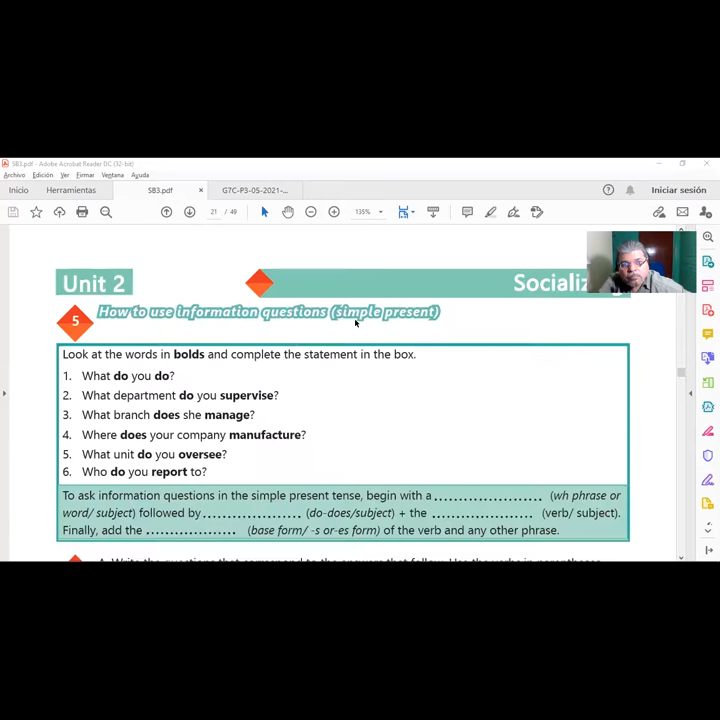 SB3.pdf - Adobe Acrobat Reader DC (32-bit)
Archivo Edición Ver Firmar Ventana Ayuda
Inicio Herramientas SB3.pdf × G7C-P3-05-2021-... Iniciar sesión
21 / 49 135%
Unit 2 Socializing
5 How to use information questions (simple present)
Look at the words in bolds and complete the statement in the box.
1. What do you do?
2. What department do you supervise?
3. What branch does she manage?
4. Where does your company manufacture?
5. What unit do you oversee?
6. Who do you report to?
To ask information questions in the simple present tense, begin with a ...................... (wh phrase or
word/ subject) followed by .................... (do-does/subject) + the ..................... (verb/ subject).
Finally, add the ................... (base form/ -s or-es form) of the verb and any other phrase.